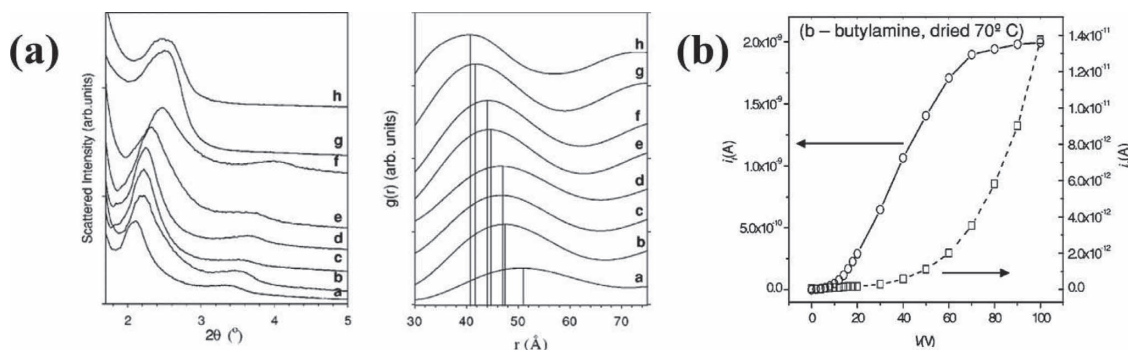 (a)
Scattered Intensity (arb.units)
h
g
f
e
d
c
b
a
2 3 4 5
2θ (°)
g(r) (arb. units)
h
g
f
e
d
c
b
a
30 40 50 60 70
r (Å)
(b)
(b – butylamine, dried 70º C)
2.0x10⁻⁹
1.5x10⁻⁹
1.0x10⁻⁹
5.0x10⁻¹⁰
0.0
1.4x10⁻¹¹
1.2x10⁻¹¹
1.0x10⁻¹¹
8.0x10⁻¹²
6.0x10⁻¹²
4.0x10⁻¹²
2.0x10⁻¹²
0.0
0 20 40 60 80 100